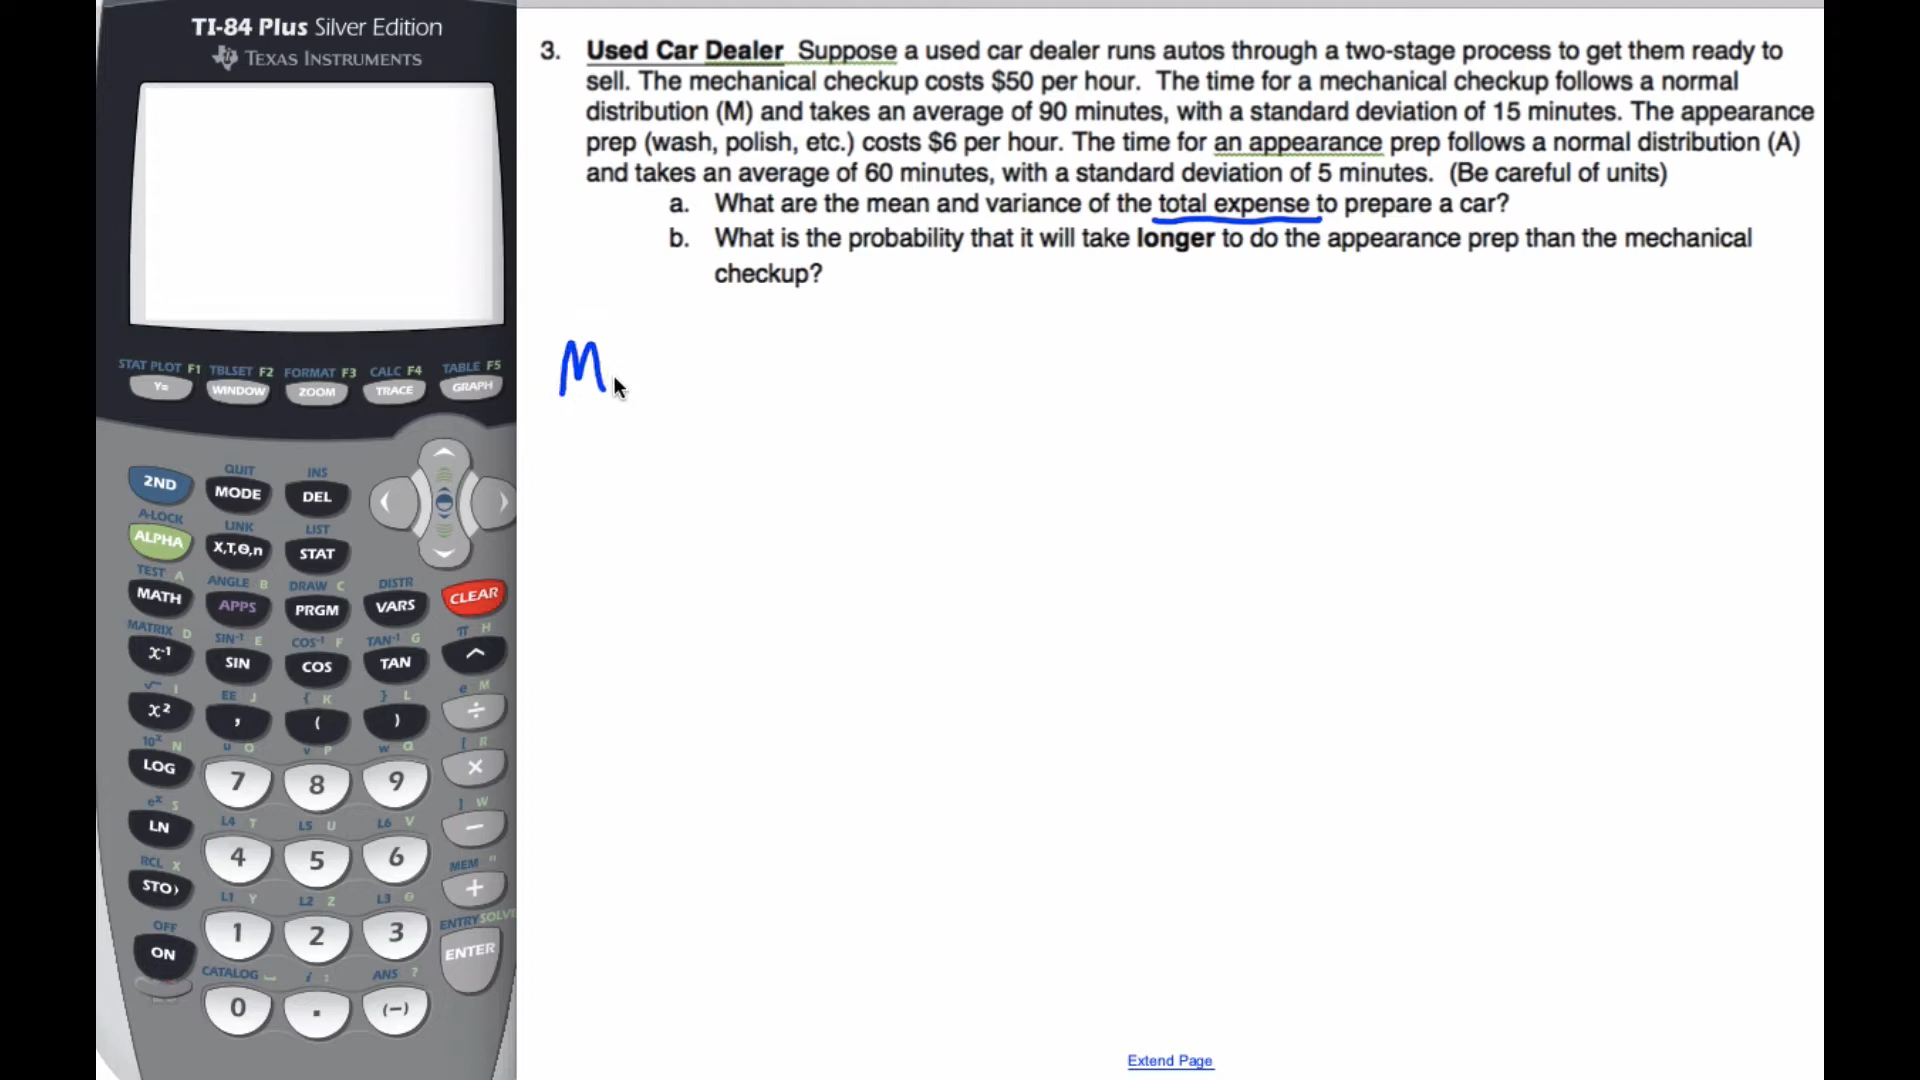 TI-84 Plus Silver Edition
TEXAS INSTRUMENTS
3. Used Car Dealer Suppose a used car dealer runs autos through a two-stage process to get them ready to
sell. The mechanical checkup costs $50 per hour. The time for a mechanical checkup follows a normal
distribution (M) and takes an average of 90 minutes, with a standard deviation of 15 minutes. The appearance
prep (wash, polish, etc.) costs $6 per hour. The time for an appearance prep follows a normal distribution (A)
and takes an average of 60 minutes, with a standard deviation of 5 minutes. (Be careful of units)
a. What are the mean and variance of the total expense to prepare a car?
b. What is the probability that it will take longer to do the appearance prep than the mechanical
checkup?
M
STAT PLOT F1 TBLSET F2 FORMAT F3 CALC F4 TABLE F5
Y= WINDOW ZOOM TRACE GRAPH
QUIT INS
2ND MODE DEL
A-LOCK LINK LIST
ALPHA X,T,Θ,n STAT
TEST A ANGLE B DRAW C DISTR
MATH APPS PRGM VARS CLEAR
MATRIX D SIN-1 E COS-1 F TAN-1 G π H
x-1 SIN COS TAN ^
√ I EE J { K } L e M
x² , ( ) ÷
10x N u O v P w Q [ R
LOG 7 8 9 ×
ex S L4 T L5 U L6 V ] W
LN 4 5 6 −
RCL X L1 Y L2 Z L3 θ MEM "
STO› 1 2 3 +
OFF CATALOG ⎵ i : ANS ? ENTRY SOLVE
ON 0 . (−) ENTER
Extend Page